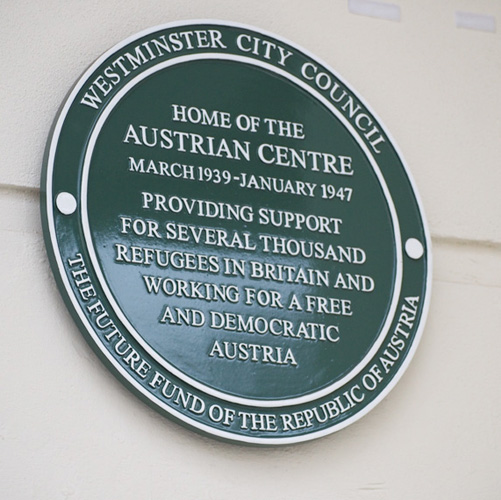 WESTMINSTER CITY COUNCIL
HOME OF THE
AUSTRIAN CENTRE
MARCH 1939-JANUARY 1947
PROVIDING SUPPORT
FOR SEVERAL THOUSAND
REFUGEES IN BRITAIN AND
WORKING FOR A FREE
AND DEMOCRATIC
AUSTRIA
THE FUTURE FUND OF THE REPUBLIC OF AUSTRIA